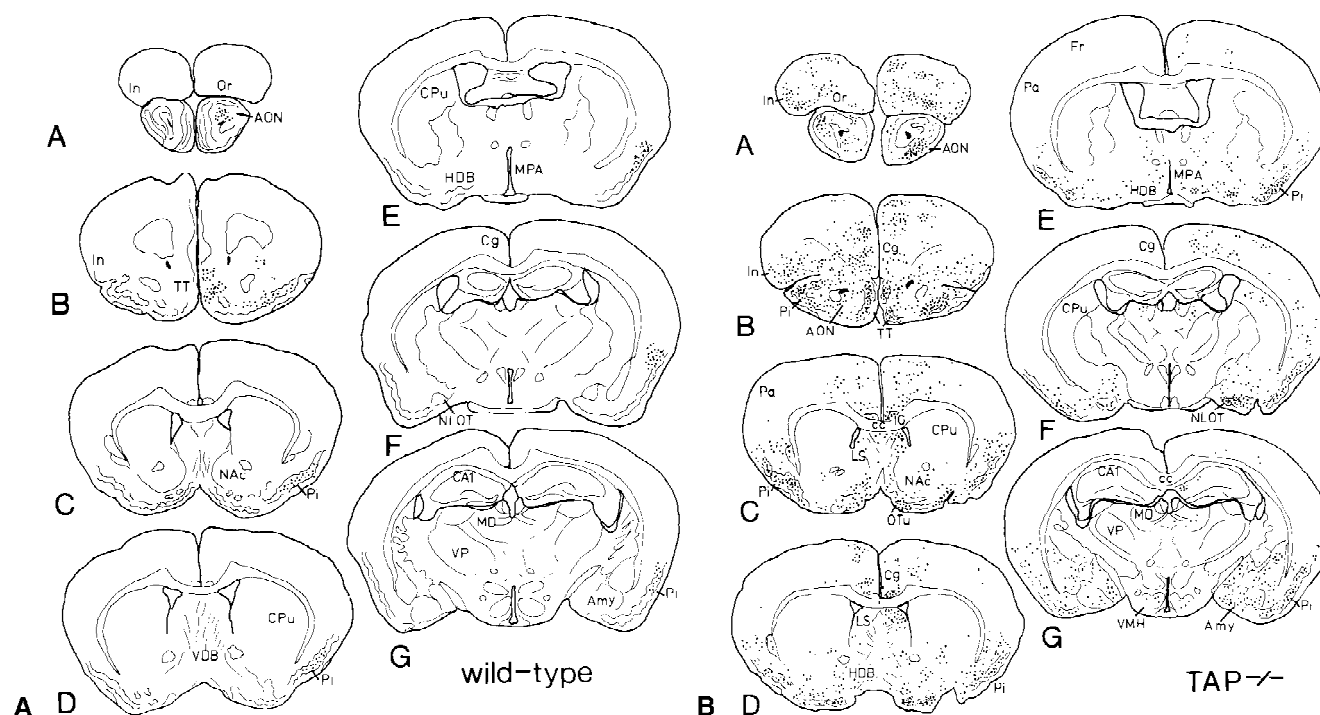 In
Or
AON
A
In
TT
B
NAc
Pi
C
CPu
VDB
Pi
A D
CPu
HDB
MPA
E
Cg
NLOT
F
CA1
MD
VP
Amy
Pi
G
wild-type
In
Or
AON
A
Cg
In
Pi
AON
TT
B
Pa
cc
IG
CPu
LS
NAc
Pi
OTu
C
Cg
LS
HDB
Pi
B D
Fr
Pa
HDB
MPA
Pi
E
Cg
CPu
NLOT
F
CA1
cc
MD
VP
Pi
VMH
Amy
G
TAP-/-